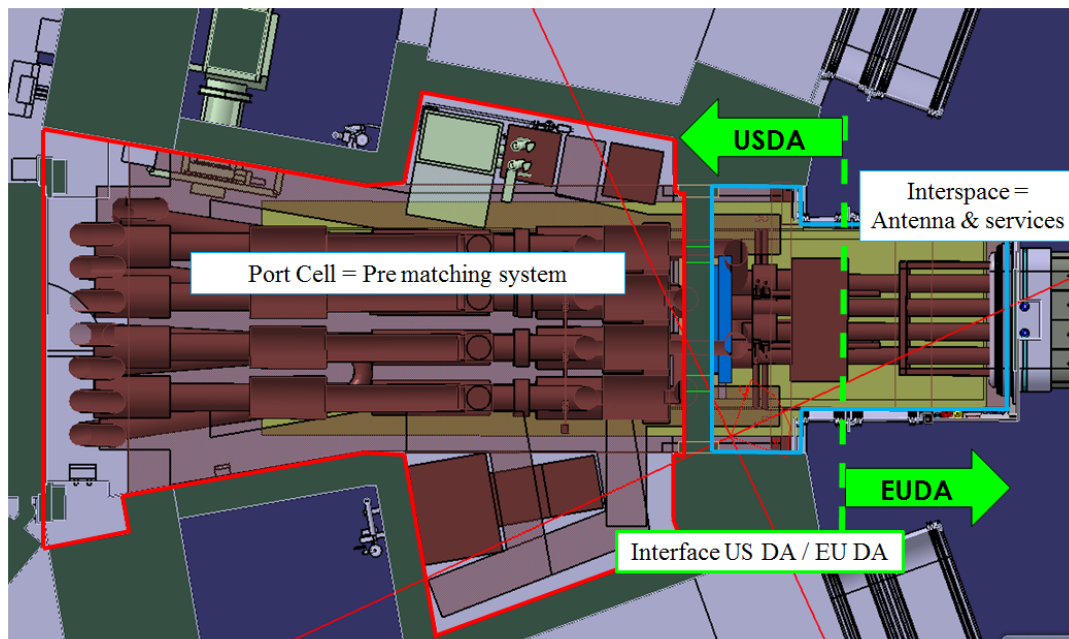 USDA
Interspace =
Antenna & services
Port Cell = Pre matching system
EUDA
Interface US DA / EU DA